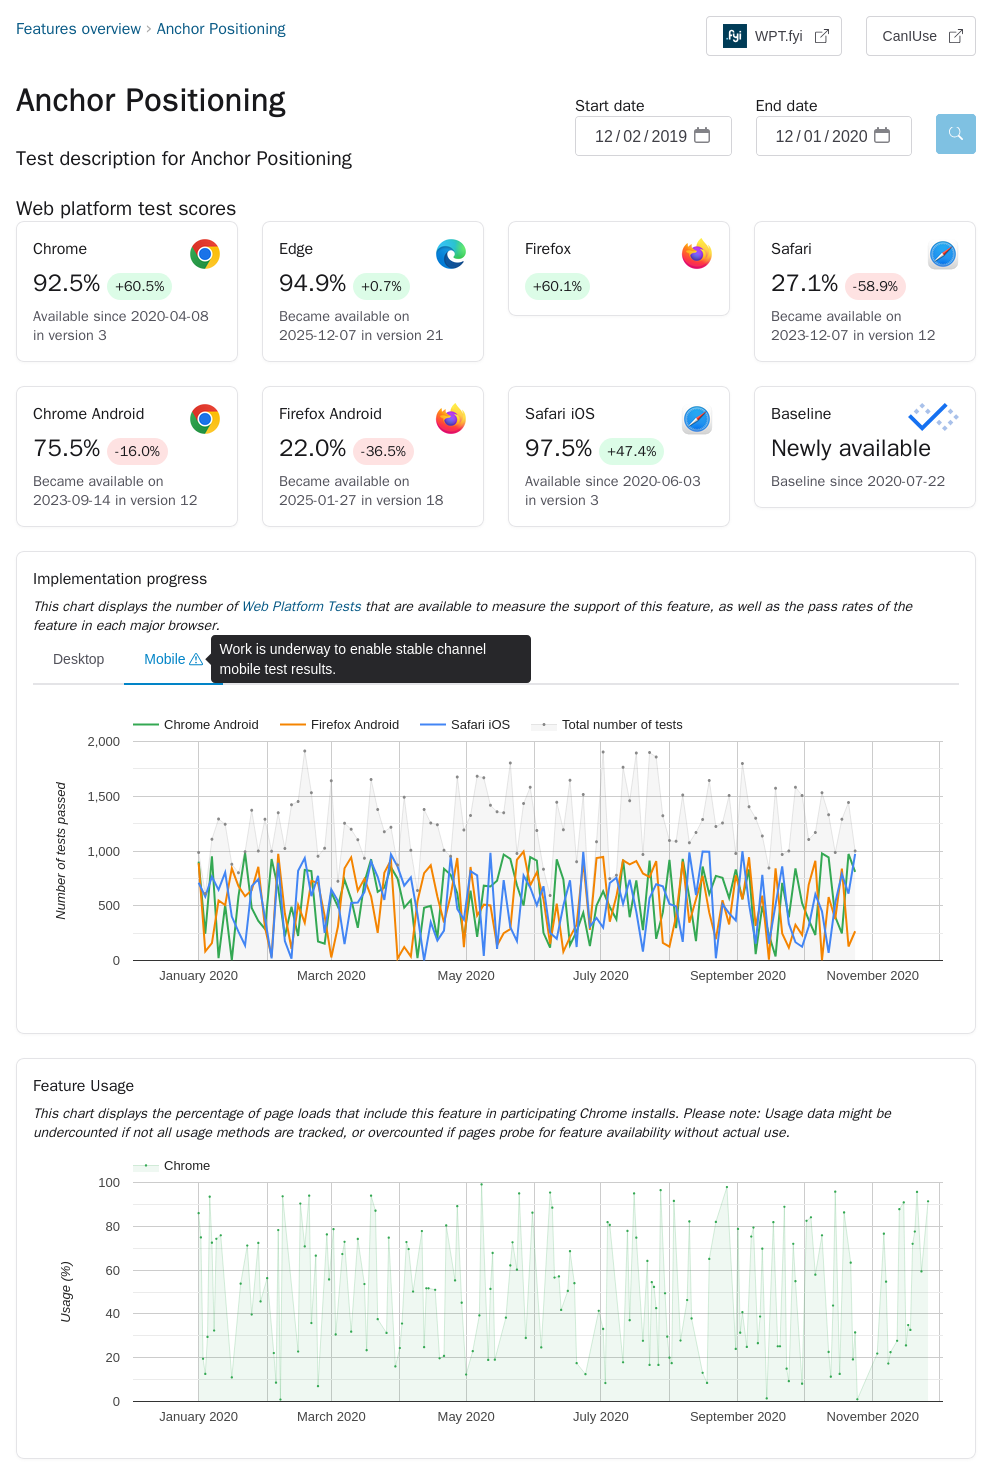 Features overview › Anchor Positioning
.fyi WPT.fyi
CanIUse
Anchor Positioning
Start date
End date
12/02/2019
12/01/2020
Test description for Anchor Positioning
Web platform test scores
Chrome
92.5% +60.5%
Available since 2020-04-08
in version 3
Edge
94.9% +0.7%
Became available on
2025-12-07 in version 21
Firefox
+60.1%
Safari
27.1% -58.9%
Became available on
2023-12-07 in version 12
Chrome Android
75.5% -16.0%
Became available on
2023-09-14 in version 12
Firefox Android
22.0% -36.5%
Became available on
2025-01-27 in version 18
Safari iOS
97.5% +47.4%
Available since 2020-06-03
in version 3
Baseline
Newly available
Baseline since 2020-07-22
Implementation progress
This chart displays the number of Web Platform Tests that are available to measure the support of this feature, as well as the pass rates of the
feature in each major browser.
Desktop
Mobile
Work is underway to enable stable channel
mobile test results.
Chrome Android
Firefox Android
Safari iOS
Total number of tests
Number of tests passed
2,000
1,500
1,000
500
0
January 2020
March 2020
May 2020
July 2020
September 2020
November 2020
Feature Usage
This chart displays the percentage of page loads that include this feature in participating Chrome installs. Please note: Usage data might be
undercounted if not all usage methods are tracked, or overcounted if pages probe for feature availability without actual use.
Chrome
Usage (%)
100
80
60
40
20
0
January 2020
March 2020
May 2020
July 2020
September 2020
November 2020